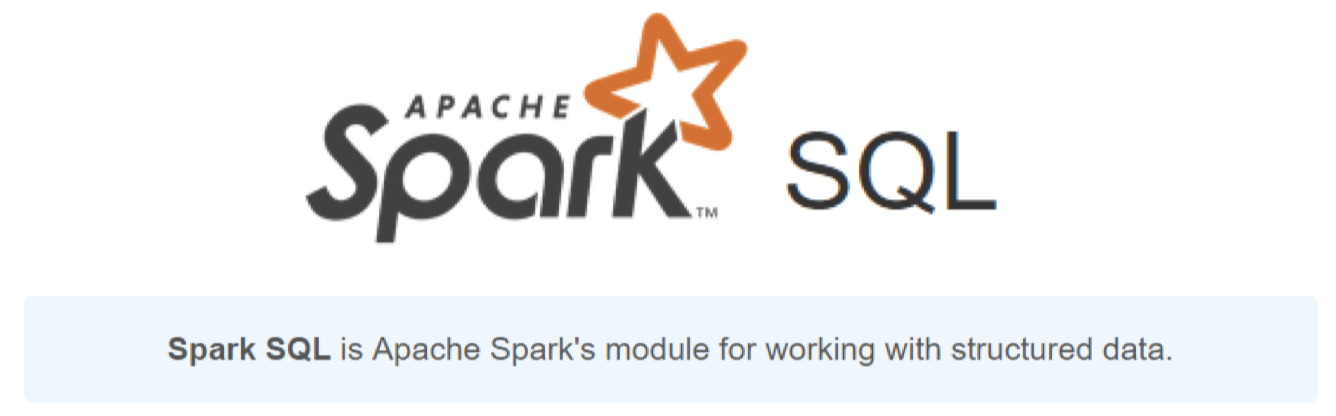 APACHE
Spark™ SQL
Spark SQL is Apache Spark's module for working with structured data.